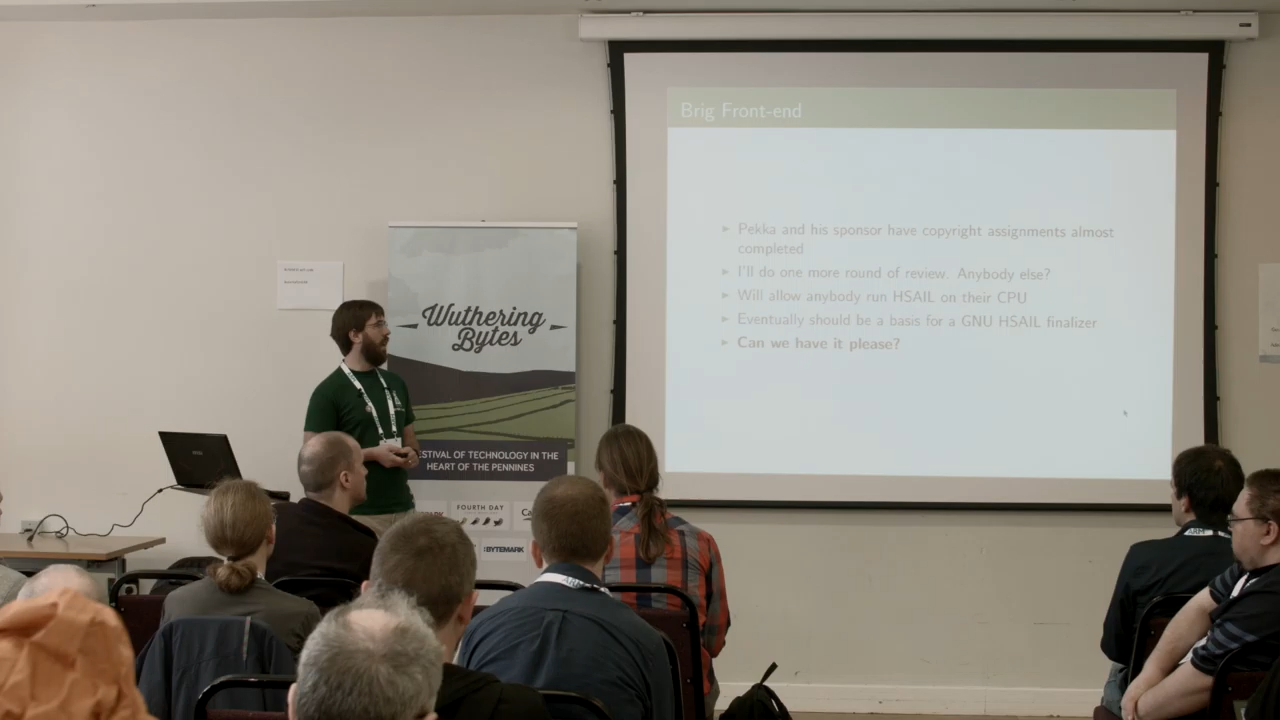 Brig Front-end
Pekka and his sponsor have copyright assignments almost
completed
I'll do one more round of review. Anybody else?
Will allow anybody run HSAIL on their CPU
Eventually should be a basis for a GNU HSAIL finalizer
Can we have it please?
Wuthering
Bytes
ESTIVAL OF TECHNOLOGY IN THE
HEART OF THE PENNINES
FOURTH DAY
BYTEMARK